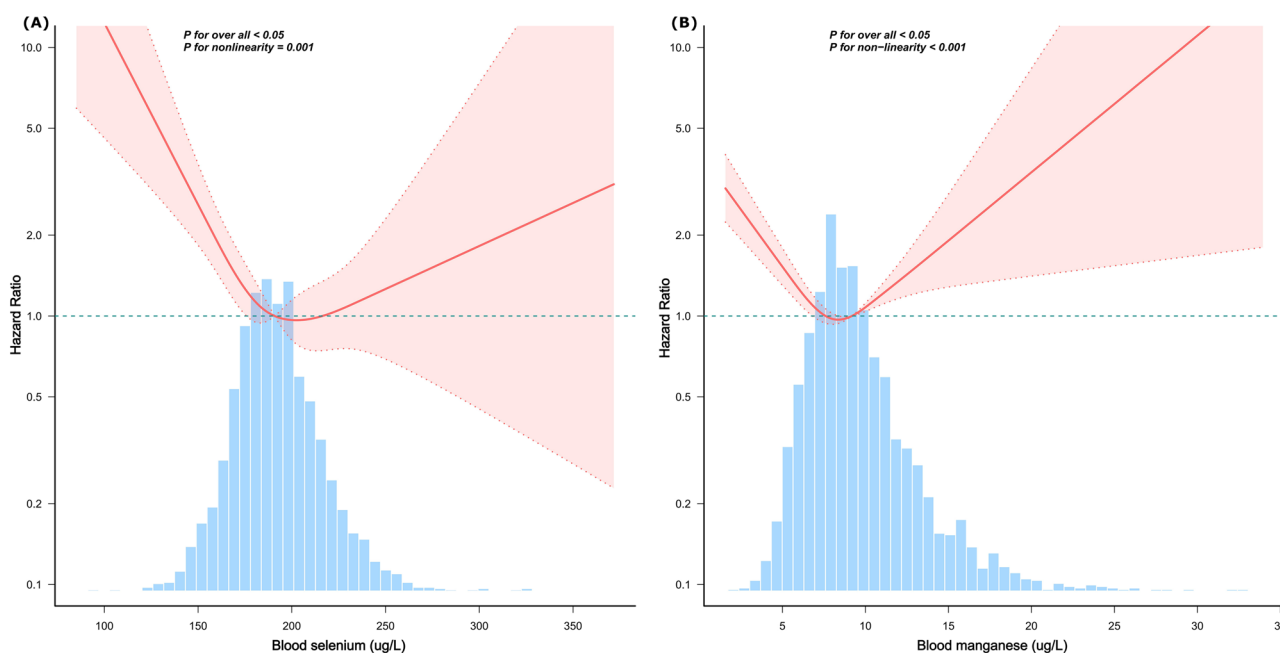 (A)
P for over all < 0.05
P for nonlinearity = 0.001
10.0
5.0
2.0
1.0
0.5
0.2
0.1
Hazard Ratio
100
150
200
250
300
350
Blood selenium (ug/L)
(B)
P for over all < 0.05
P for non−linearity < 0.001
10.0
5.0
2.0
1.0
0.5
0.2
0.1
Hazard Ratio
5
10
15
20
25
30
Blood manganese (ug/L)